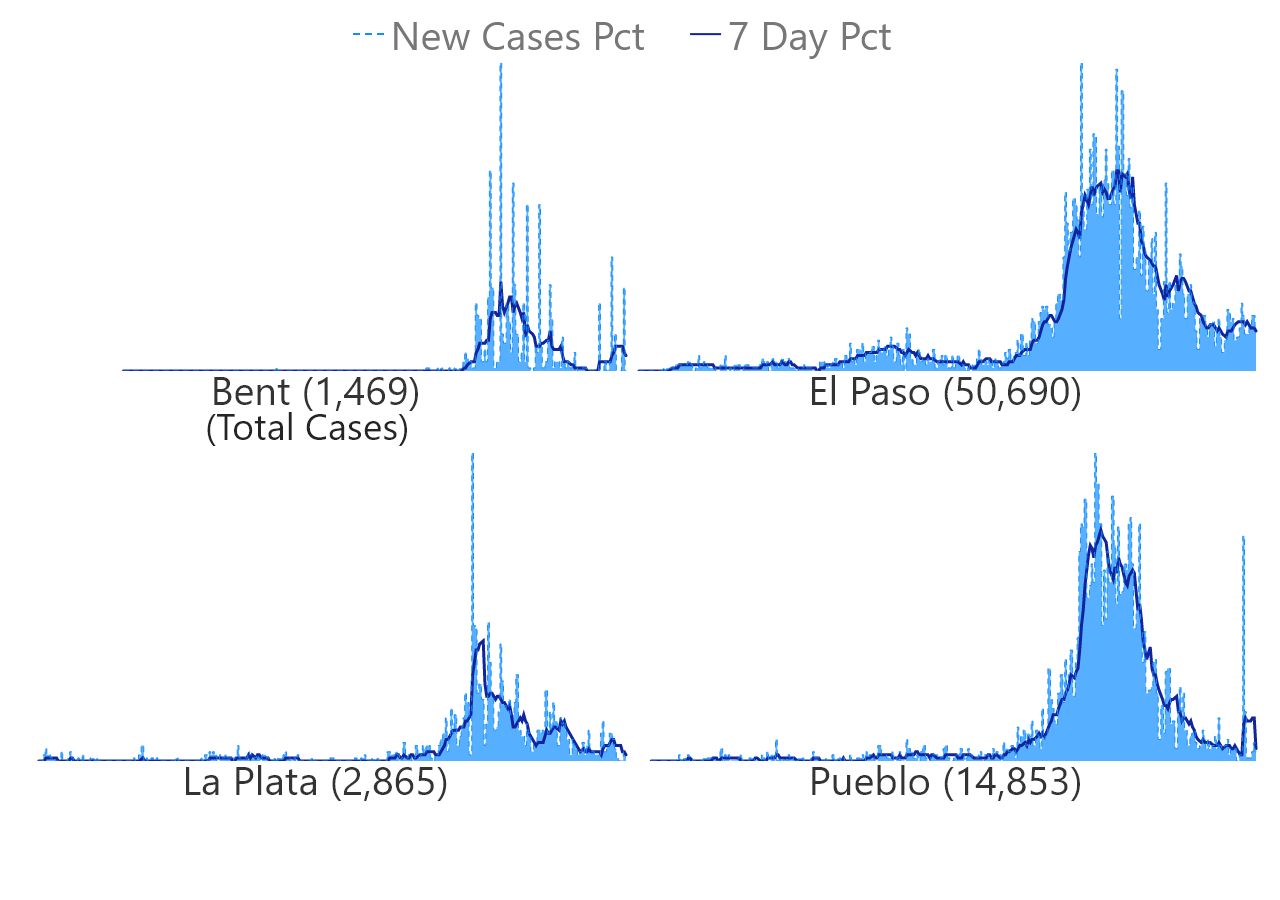 New Cases Pct 7 Day Pct
Bent (1,469)
(Total Cases)
El Paso (50,690)
La Plata (2,865)
Pueblo (14,853)